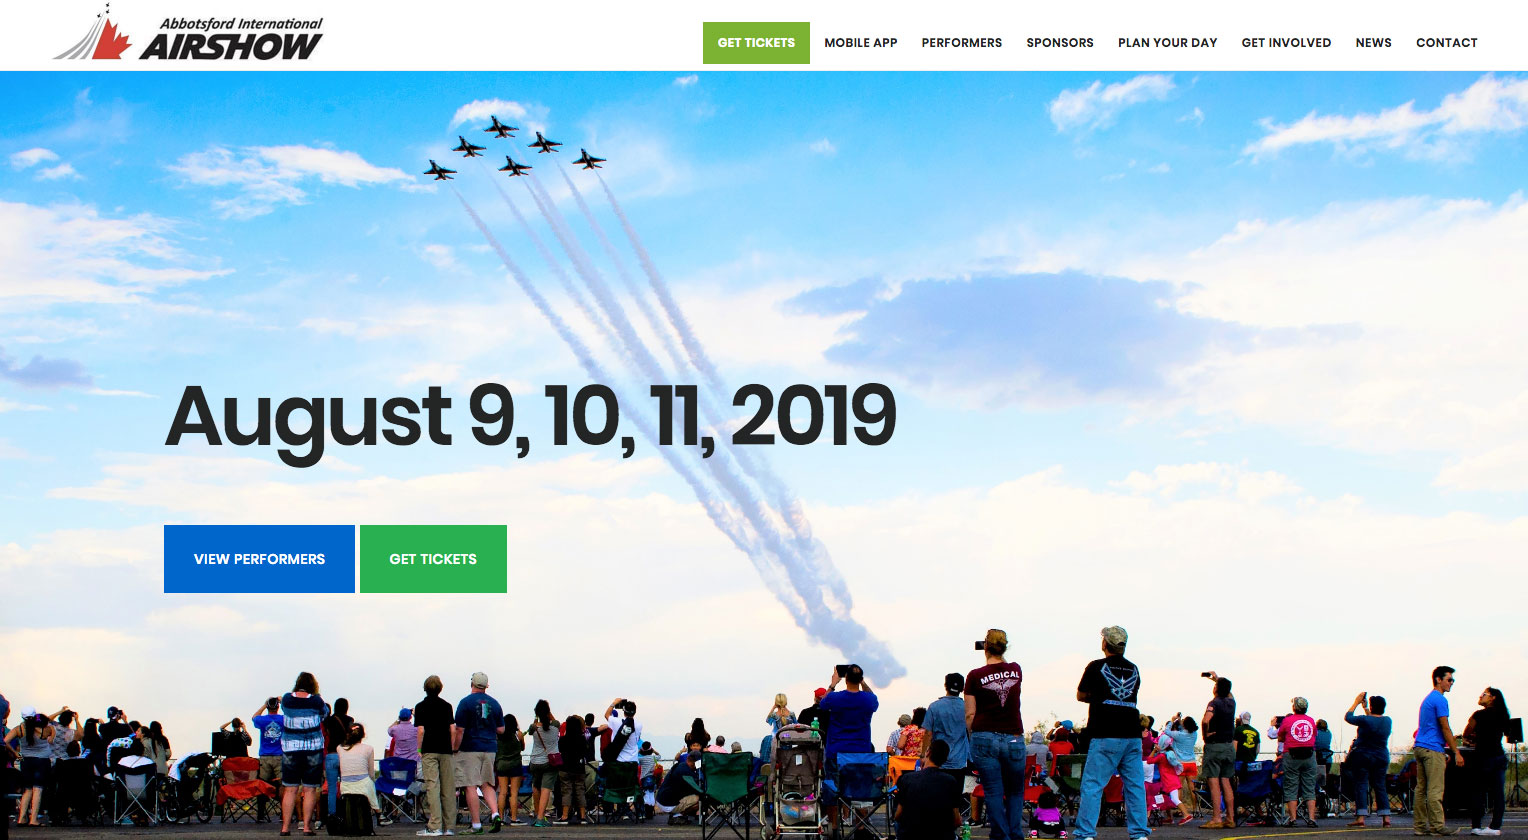 Abbotsford International
AIRSHOW
GET TICKETS MOBILE APP PERFORMERS SPONSORS PLAN YOUR DAY GET INVOLVED NEWS CONTACT
August 9, 10, 11, 2019
VIEW PERFORMERS GET TICKETS
MEDICAL